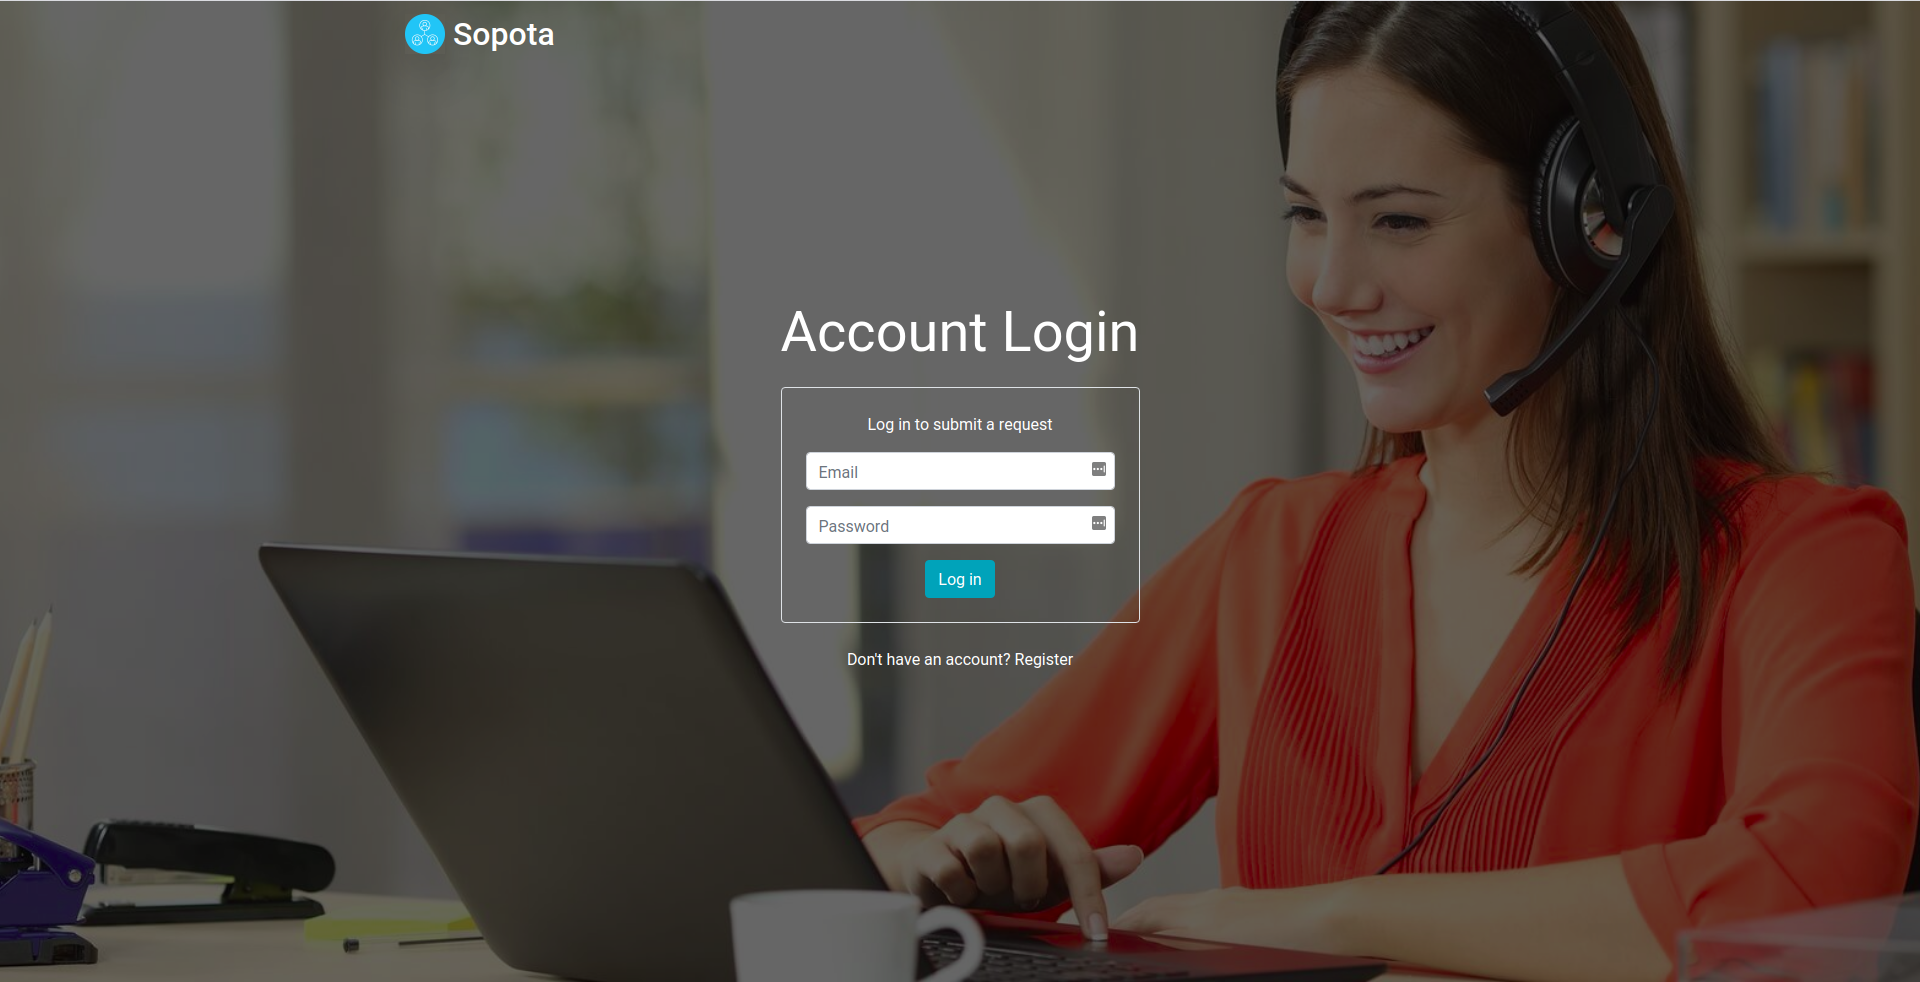 Sopota
Account Login
Log in to submit a request
Email
Password
Log in
Don't have an account? Register